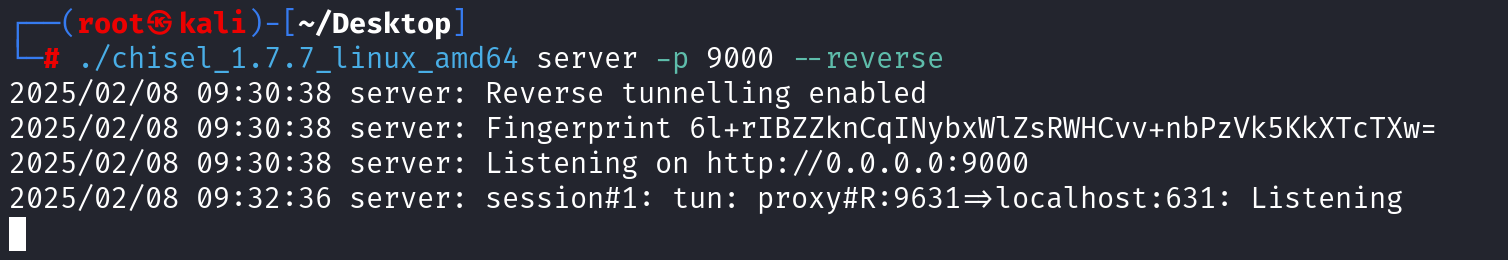 ┌──(root㉿kali)-[~/Desktop]
└─# ./chisel_1.7.7_linux_amd64 server -p 9000 --reverse
2025/02/08 09:30:38 server: Reverse tunnelling enabled
2025/02/08 09:30:38 server: Fingerprint 6l+rIBZZknCqINybxWlZsRWHCvv+nbPzVk5KkXTcTXw=
2025/02/08 09:30:38 server: Listening on http://0.0.0.0:9000
2025/02/08 09:32:36 server: session#1: tun: proxy#R:9631=>localhost:631: Listening